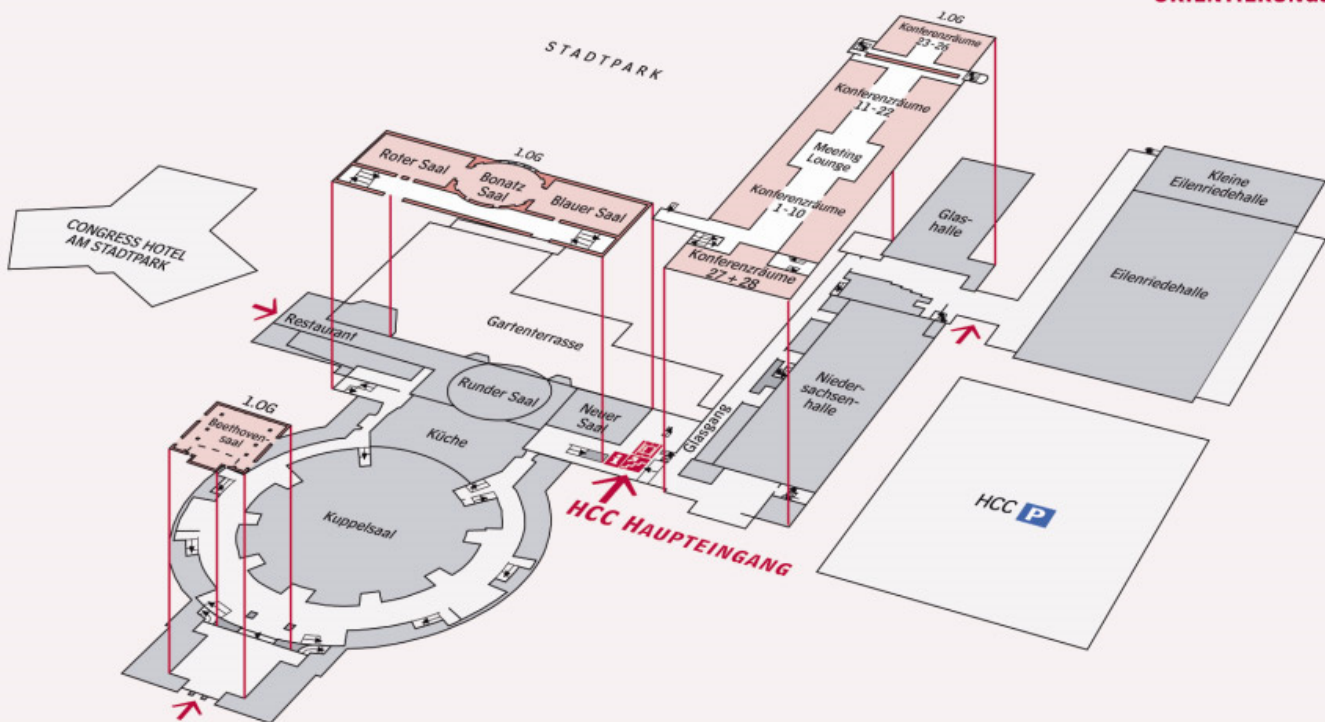 1.OG
Konferenzräume
23-26
STADTPARK
Konferenzräume
11-22
1.OG
Roter Saal
Bonatz
Saal
Blauer Saal
Meeting
Lounge
Konferenzräume
1-10
Kleine
Eilenriedehalle
Glas-
halle
CONGRESS HOTEL
AM STADTPARK
Konferenzräume
27 + 28
Eilenriedehalle
Restaurant
Gartenterrasse
Runder Saal
Neuer
Saal
Nieder-
sachsen-
halle
Glasgang
1.OG
Beethoven-
saal
Küche
Kuppelsaal
HCC HAUPTEINGANG
HCC P